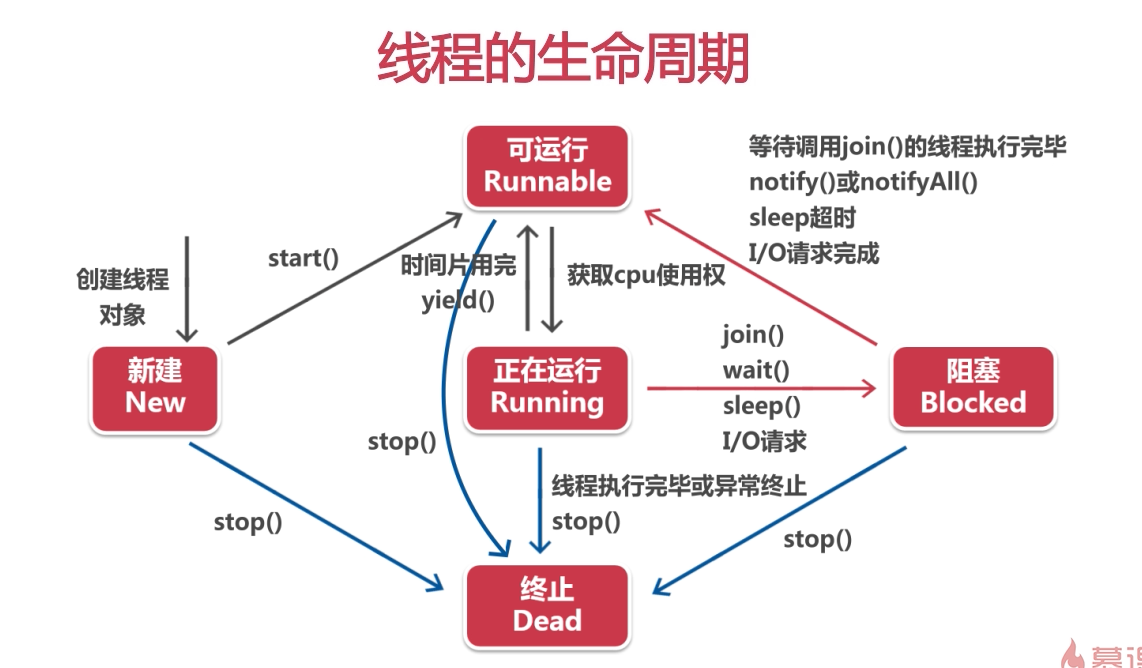 线程的生命周期
可运行
Runnable
等待调用join()的线程执行完毕
notify()或notifyAll()
sleep超时
I/O请求完成
start()
时间片用完
yield()
获取cpu使用权
创建线程
对象
新建
New
正在运行
Running
join()
wait()
sleep()
I/O请求
阻塞
Blocked
stop()
线程执行完毕或异常终止
stop()
stop()
stop()
终止
Dead